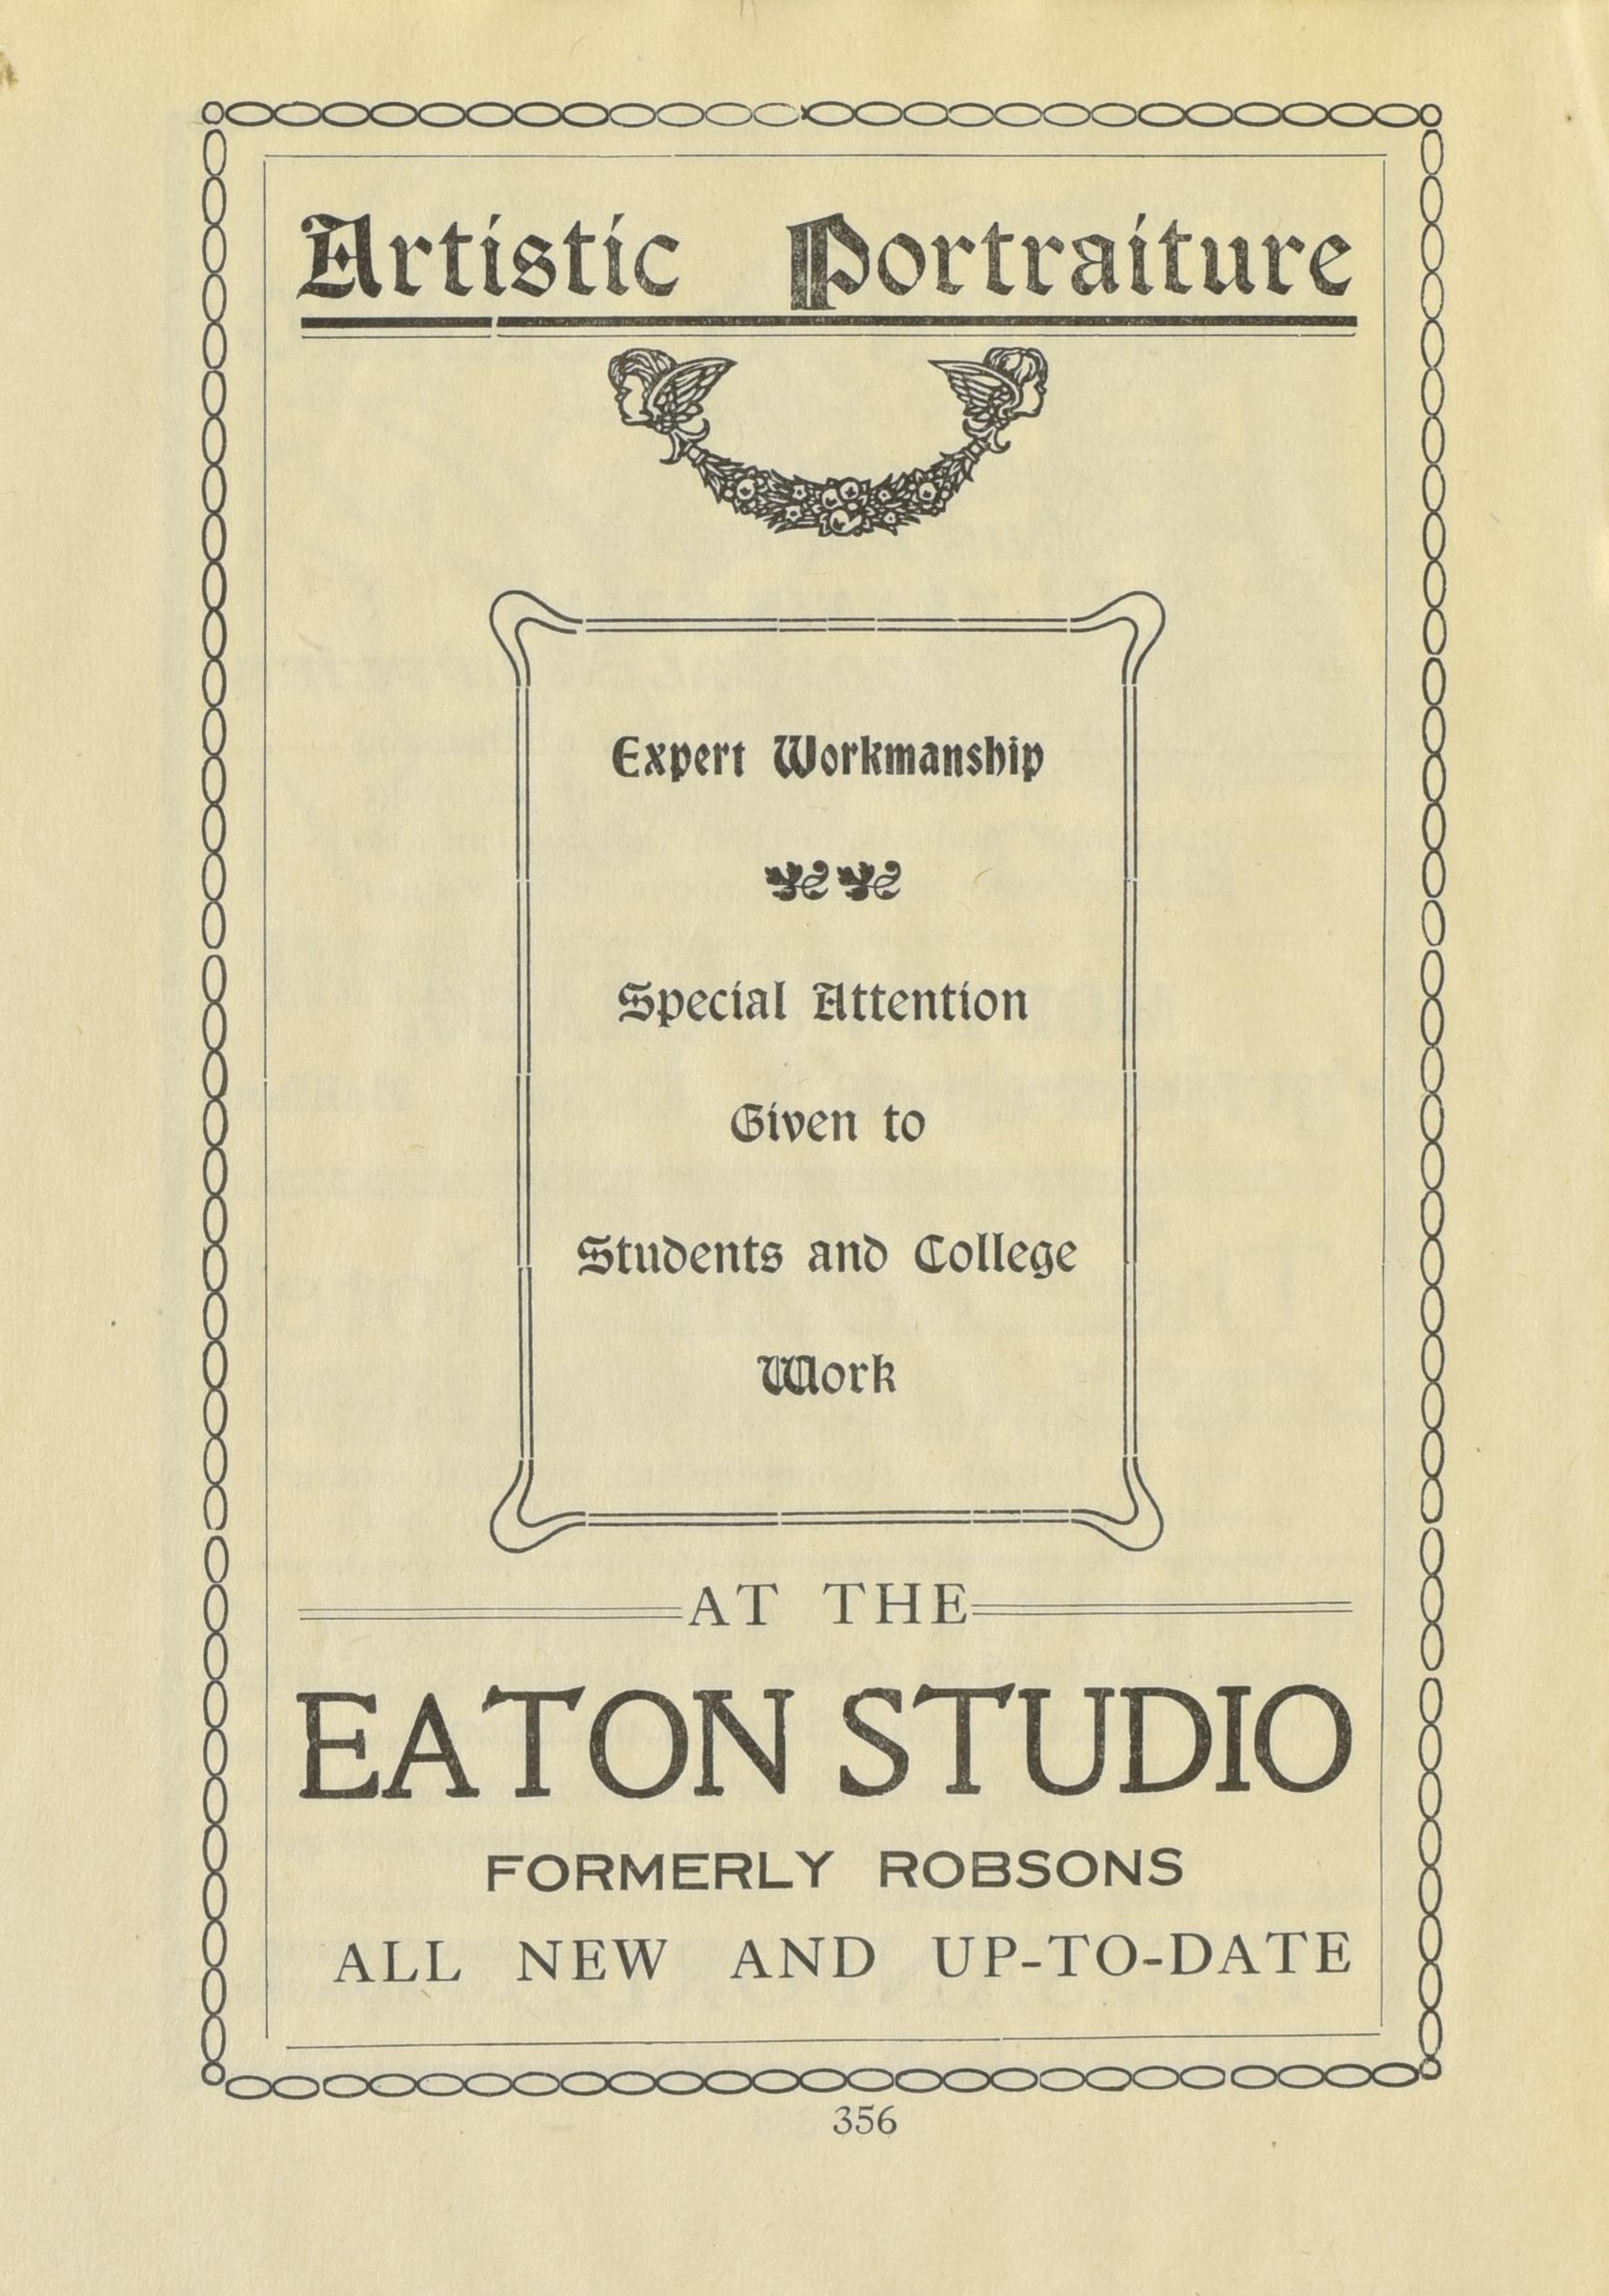 Artistic Portraiture
Expert Workmanship
Special Attention
Given to
Students and College
Work
AT THE
EATON STUDIO
FORMERLY ROBSONS
ALL NEW AND UP-TO-DATE
356